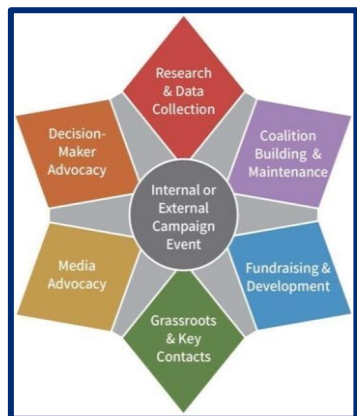 Research
& Data
Collection
Decision-
Maker
Advocacy
Coalition
Building &
Maintenance
Internal or
External
Campaign
Event
Media
Advocacy
Fundraising &
Development
Grassroots
& Key
Contacts